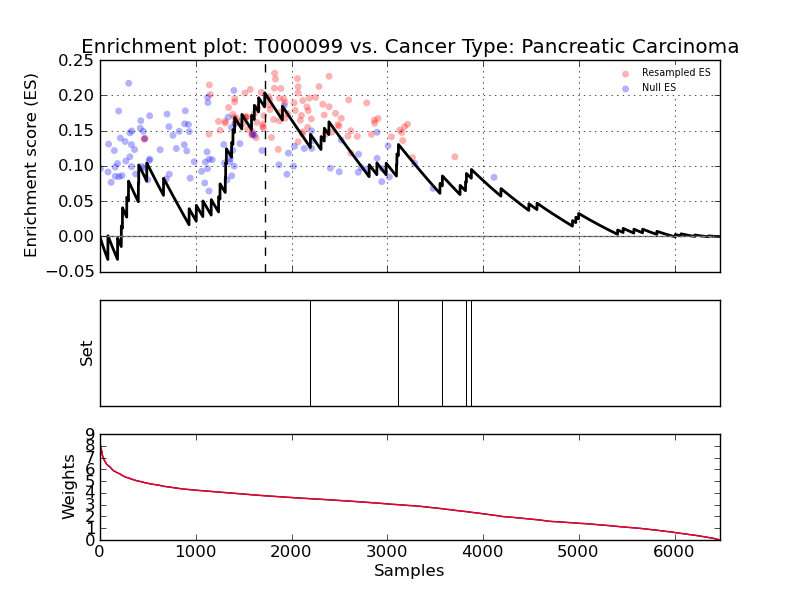 Enrichment plot: T000099 vs. Cancer Type: Pancreatic Carcinoma
0.25
0.20
0.15
0.10
0.05
0.00
−0.05
Enrichment score (ES)
Resampled ES
Null ES
Set
9
8
7
6
5
4
3
2
1
0
Weights
0 1000 2000 3000 4000 5000 6000
Samples